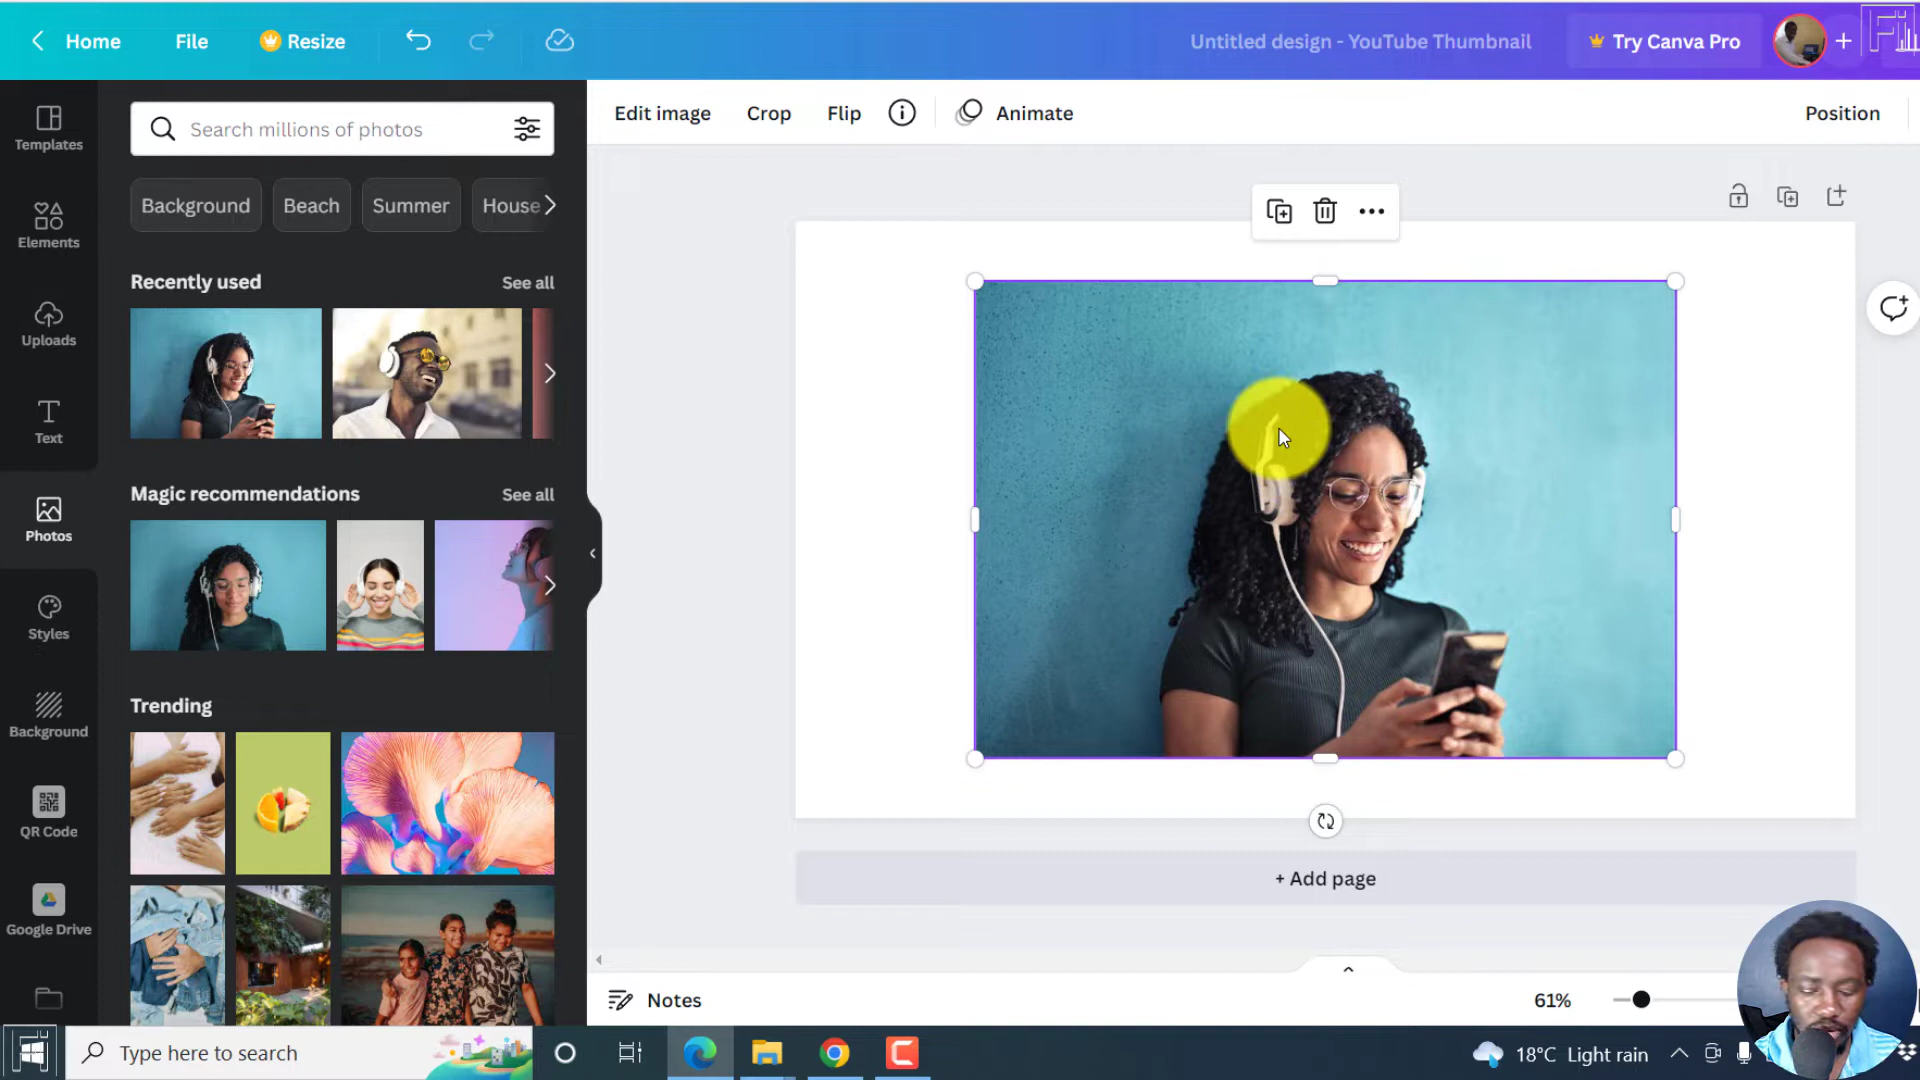 Home File Resize Untitled design - YouTube Thumbnail Try Canva Pro
Search millions of photos
Background Beach Summer House
Recently used See all
Magic recommendations See all
Trending
Templates
Elements
Uploads
Text
Photos
Styles
Background
QR Code
Google Drive
Edit image Crop Flip Animate Position
+ Add page
Notes 61%
Type here to search 18°C Light rain